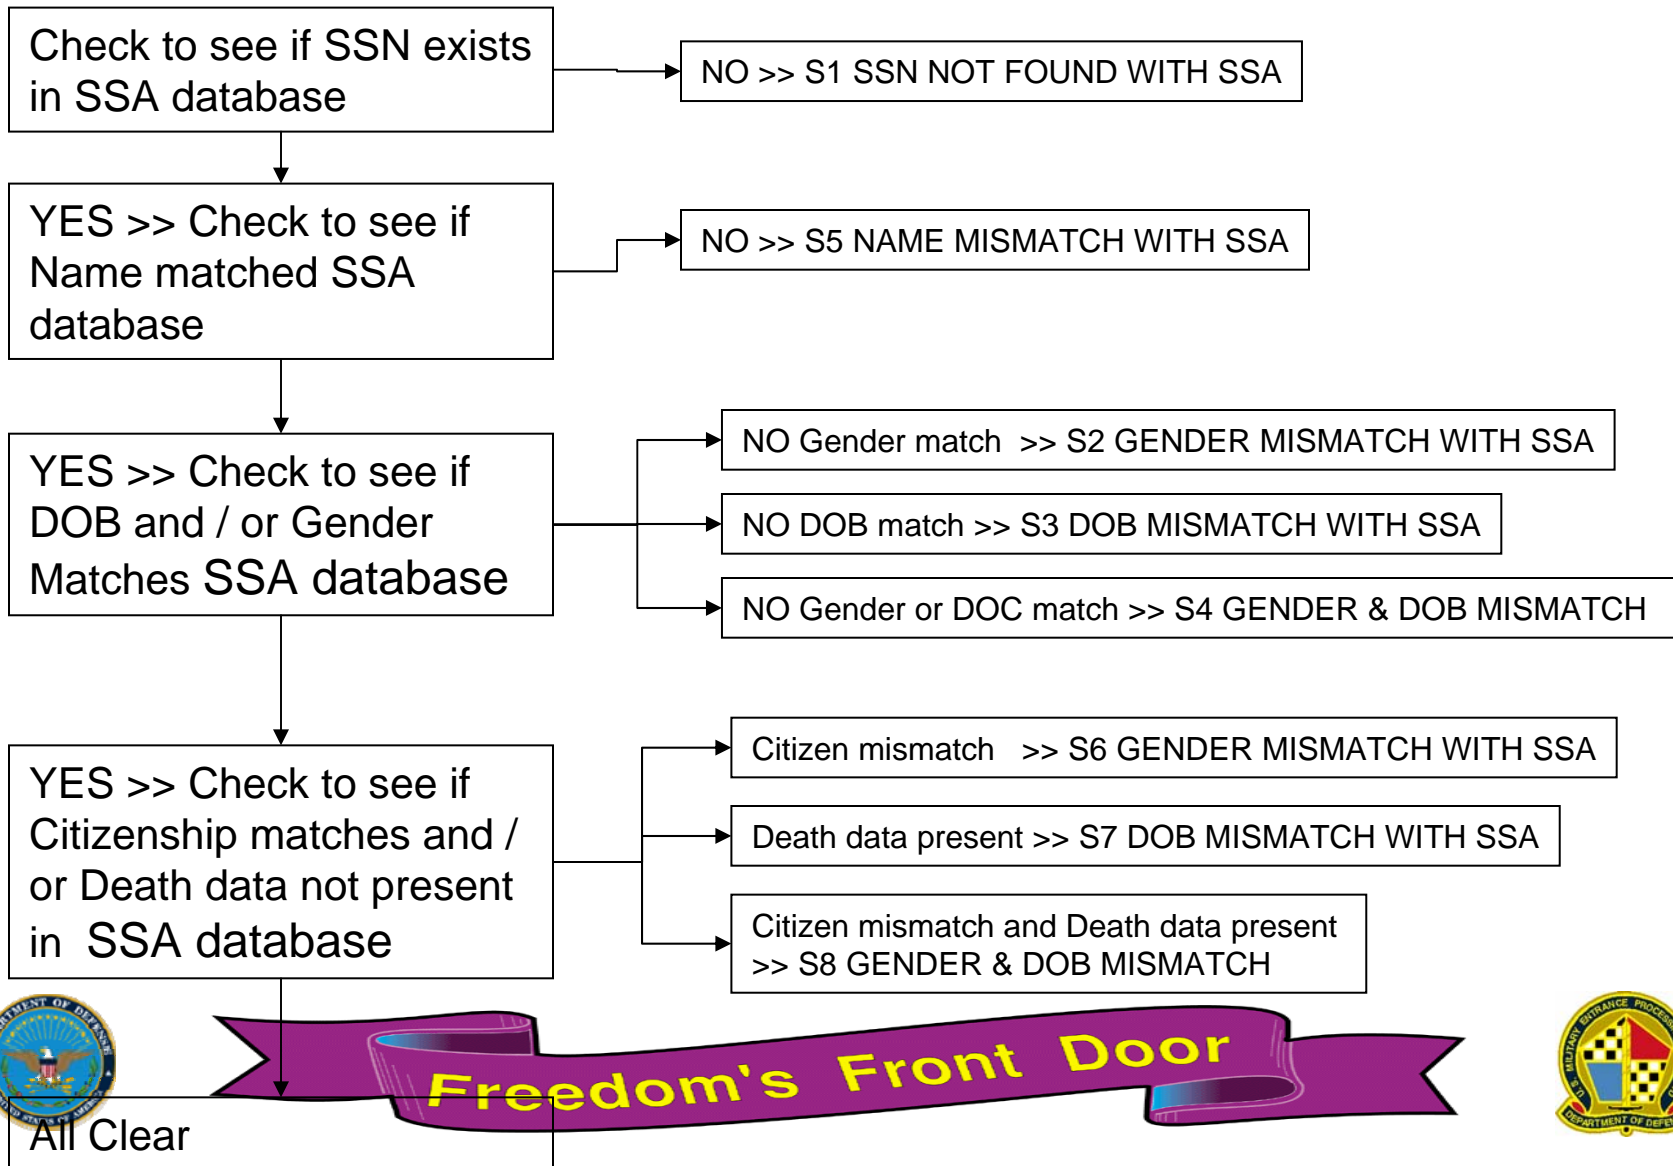 Check to see if SSN exists
in SSA database
NO >> S1 SSN NOT FOUND WITH SSA
YES >> Check to see if
Name matched SSA
database
NO >> S5 NAME MISMATCH WITH SSA
YES >> Check to see if
DOB and / or Gender
Matches SSA database
NO Gender match >> S2 GENDER MISMATCH WITH SSA
NO DOB match >> S3 DOB MISMATCH WITH SSA
NO Gender or DOC match >> S4 GENDER & DOB MISMATCH
YES >> Check to see if
Citizenship matches and /
or Death data not present
in SSA database
Citizen mismatch >> S6 GENDER MISMATCH WITH SSA
Death data present >> S7 DOB MISMATCH WITH SSA
Citizen mismatch and Death data present
>> S8 GENDER & DOB MISMATCH
Freedom's Front Door
All Clear